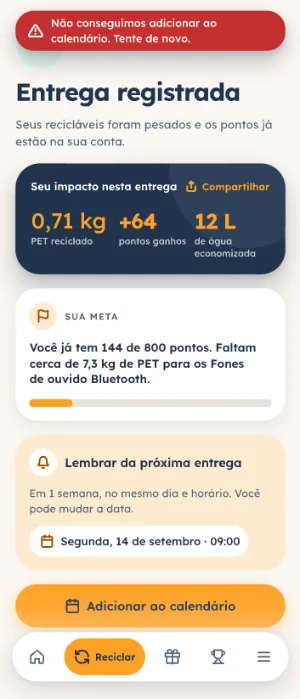 Não conseguimos adicionar ao
calendário. Tente de novo.
Entrega registrada
Seus recicláveis foram pesados e os pontos já
estão na sua conta.
Seu impacto nesta entrega
Compartilhar
0,71 kg
PET reciclado
+64
pontos ganhos
12 L
de água
economizada
SUA META
Você já tem 144 de 800 pontos. Faltam
cerca de 7,3 kg de PET para os Fones
de ouvido Bluetooth.
Lembrar da próxima entrega
Em 1 semana, no mesmo dia e horário. Você
pode mudar a data.
Segunda, 14 de setembro · 09:00
Adicionar ao calendário
Reciclar